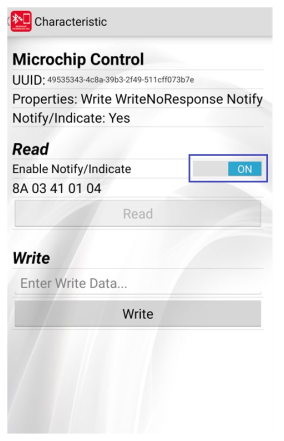 Characteristic
Microchip Control
UUID: 49535343-4c8a-39b3-2f49-511cff073b7e
Properties: Write WriteNoResponse Notify
Notify/Indicate: Yes
Read
Enable Notify/Indicate ON
8A 03 41 01 04
Read
Write
Enter Write Data...
Write